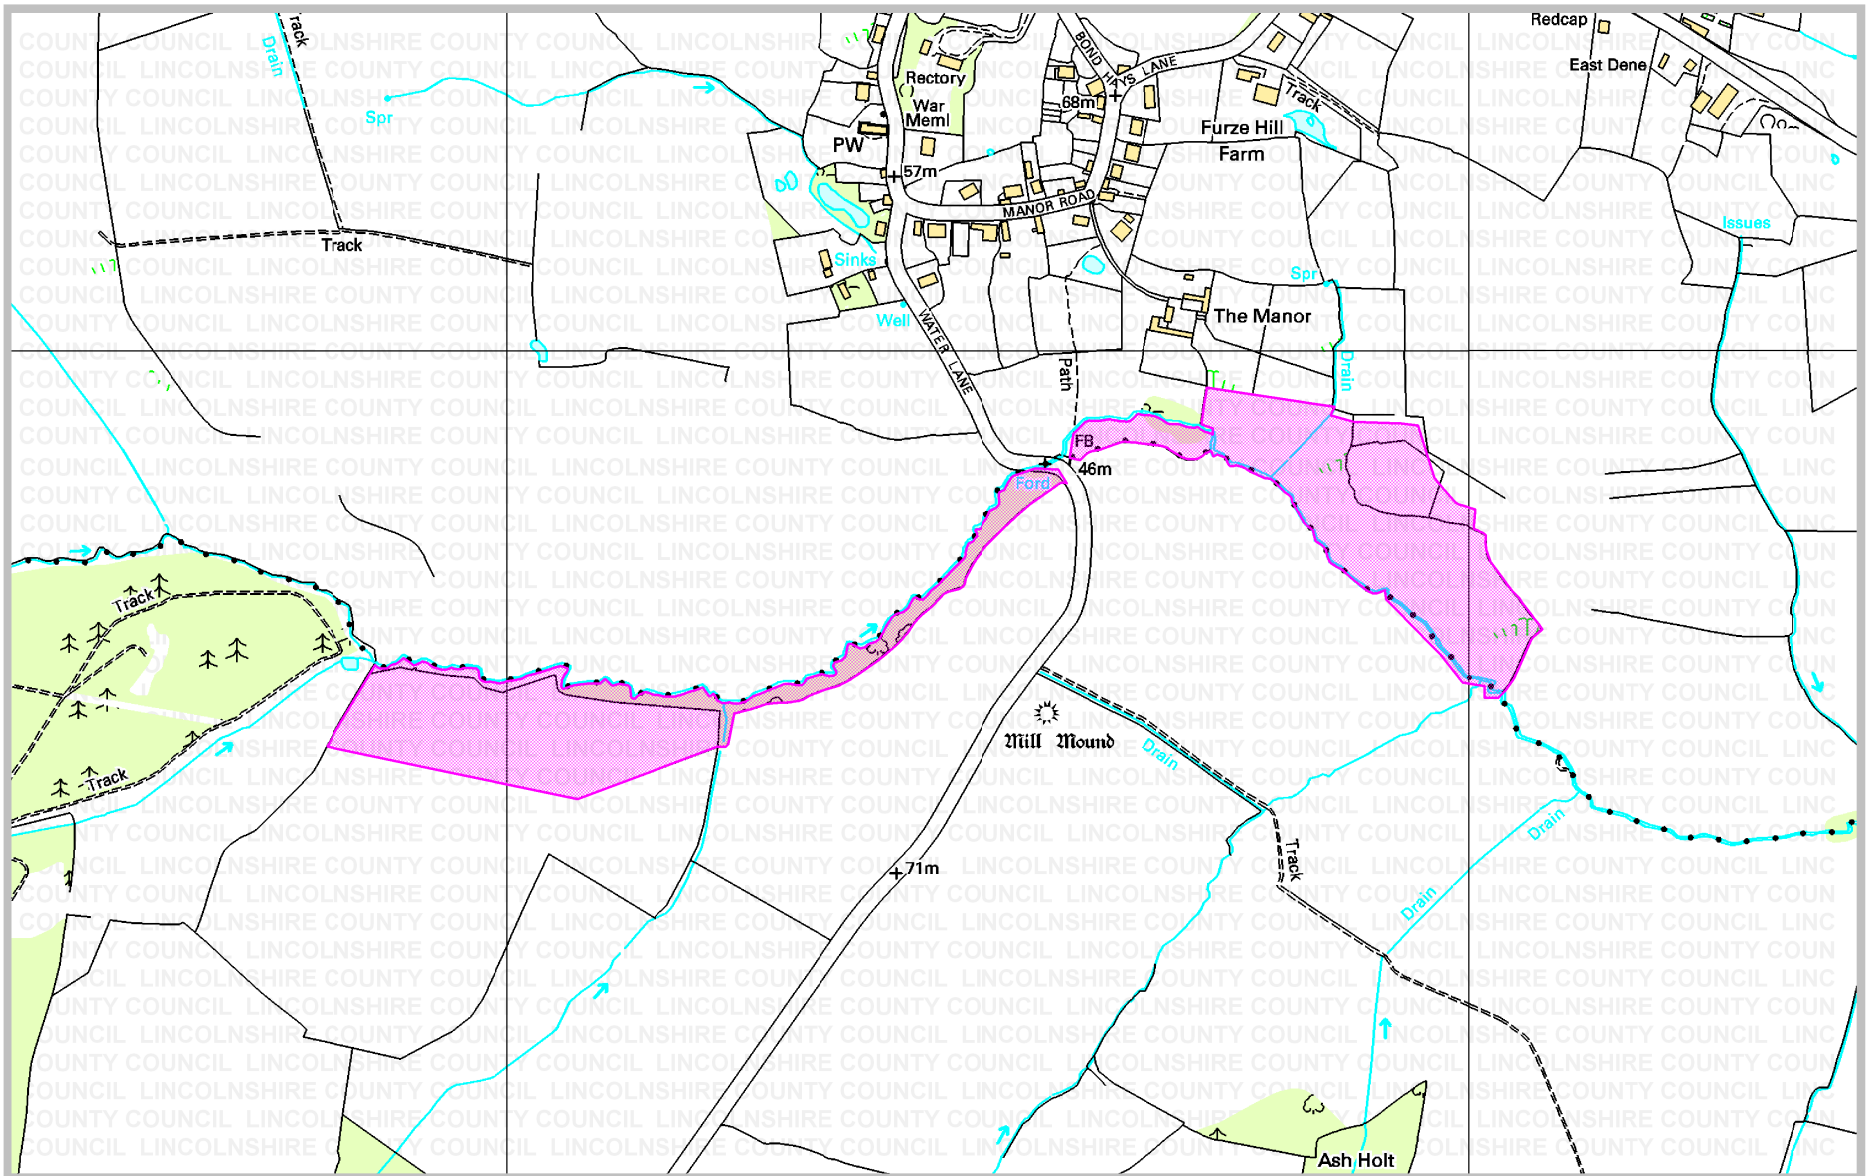 Track
Drain
Spr
Track
Rectory
War
Meml
PW
57m
Sinks
Well
WATER LANE
MANOR ROAD
BOND HAYS LANE
68m
Track
Furze Hill
Farm
Redcap
East Dene
Issues
Spr
The Manor
Drain
Path
FB
46m
Ford
Track
Track
Mill Mound
Drain
Track
Drain
Drain
71m
Ash Holt
LINCOLNSHIRE COUNTY COUNCIL